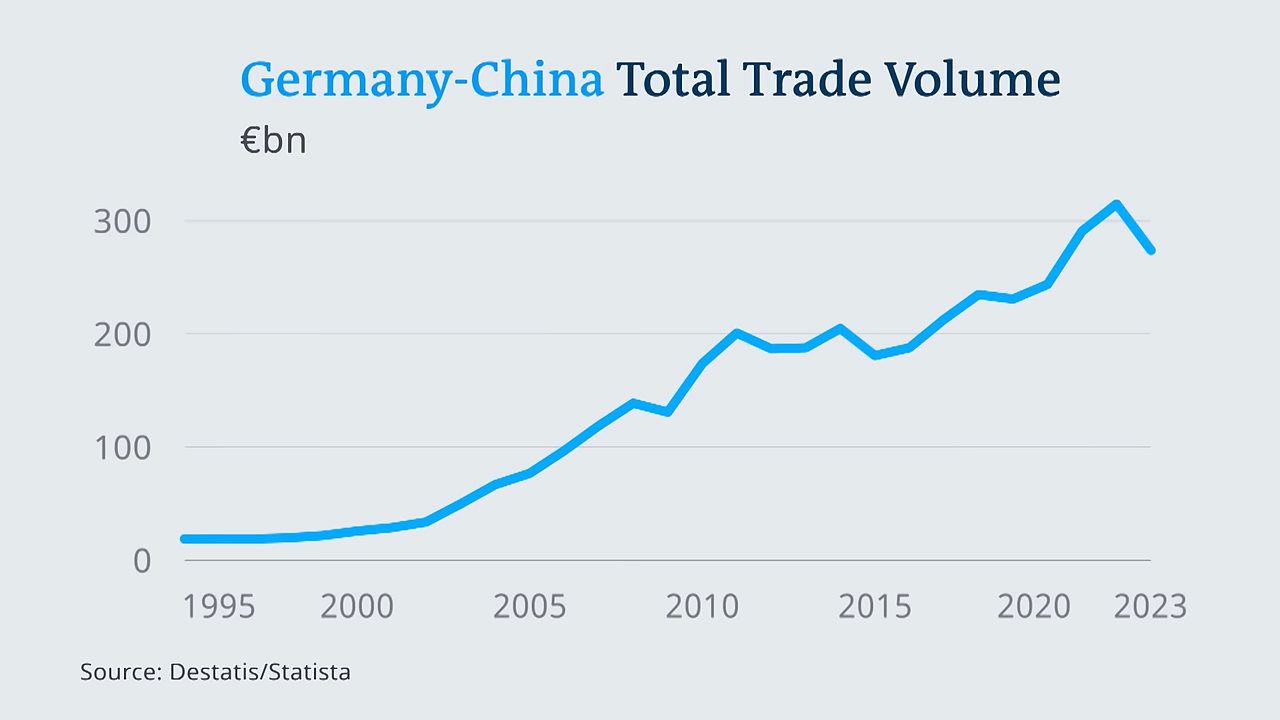 Germany-China Total Trade Volume
€bn
300
200
100
0
1995 2000 2005 2010 2015 2020 2023
Source: Destatis/Statista